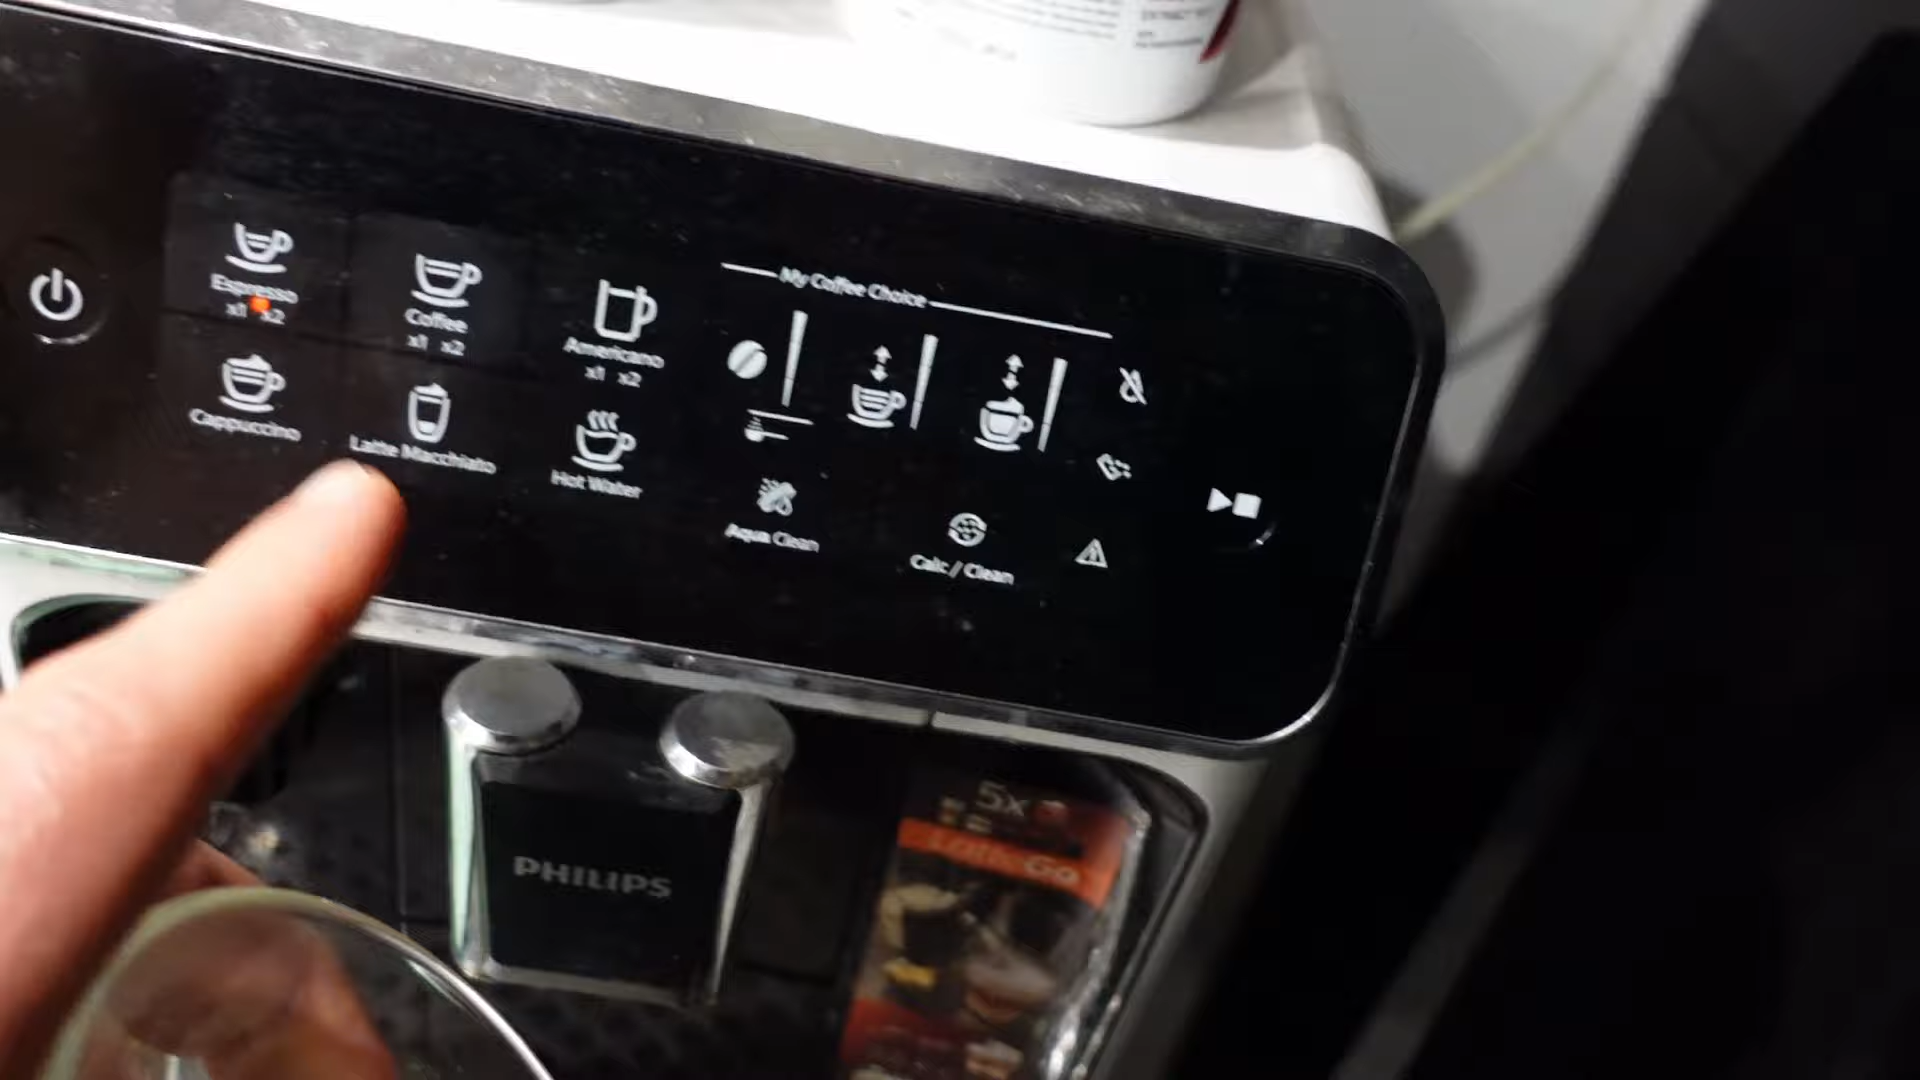 My Coffee Choice
Espresso
x1 x2
Coffee
x1 x2
Americano
x1 x2
Cappuccino
Latte Macchiato
Hot Water
Aqua Clean
Calc / Clean
5x
LatteGo
PHILIPS